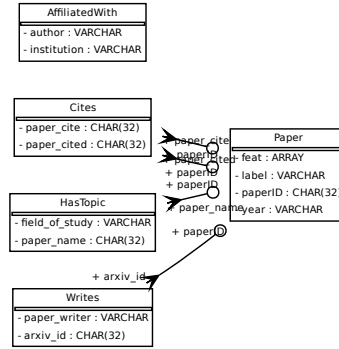 AffiliatedWith
- author : VARCHAR
- institution : VARCHAR
Cites
- paper_cite : CHAR(32)
- paper_cited : CHAR(32)
+ paper_cite
+ paperID
+ paper_cited
+ paperID
+ paperID
Paper
- feat : ARRAY
- label : VARCHAR
- paperID : CHAR(32)
- year : VARCHAR
HasTopic
- field_of_study : VARCHAR
- paper_name : CHAR(32)
+ paper_name
+ paperID
+ arxiv_id
Writes
- paper_writer : VARCHAR
- arxiv_id : CHAR(32)